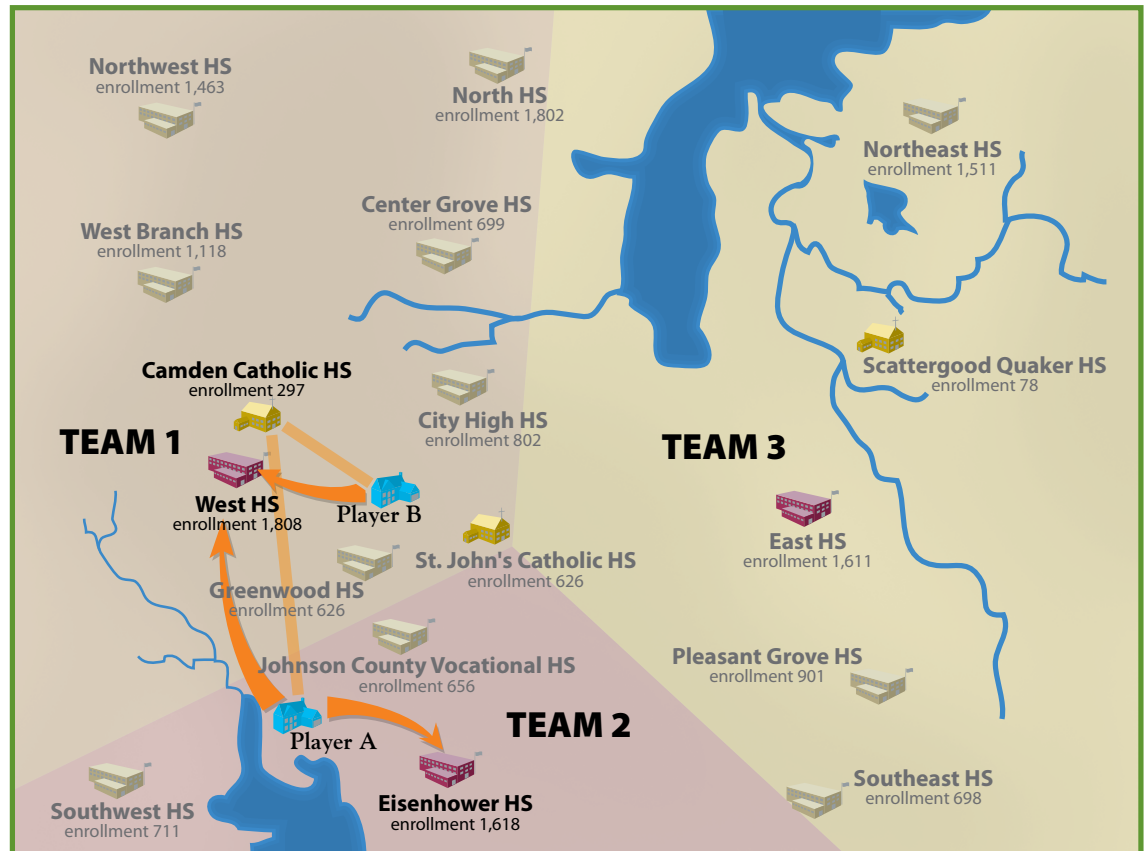 Northwest HS
enrollment 1,463
North HS
enrollment 1,802
Northeast HS
enrollment 1,511
Center Grove HS
enrollment 699
West Branch HS
enrollment 1,118
Camden Catholic HS
enrollment 297
Scattergood Quaker HS
enrollment 78
City High HS
enrollment 802
TEAM 1
TEAM 3
West HS
enrollment 1,808
Player B
East HS
enrollment 1,611
St. John's Catholic HS
enrollment 626
Greenwood HS
enrollment 626
Johnson County Vocational HS
enrollment 656
Pleasant Grove HS
enrollment 901
TEAM 2
Player A
Southwest HS
enrollment 711
Eisenhower HS
enrollment 1,618
Southeast HS
enrollment 698